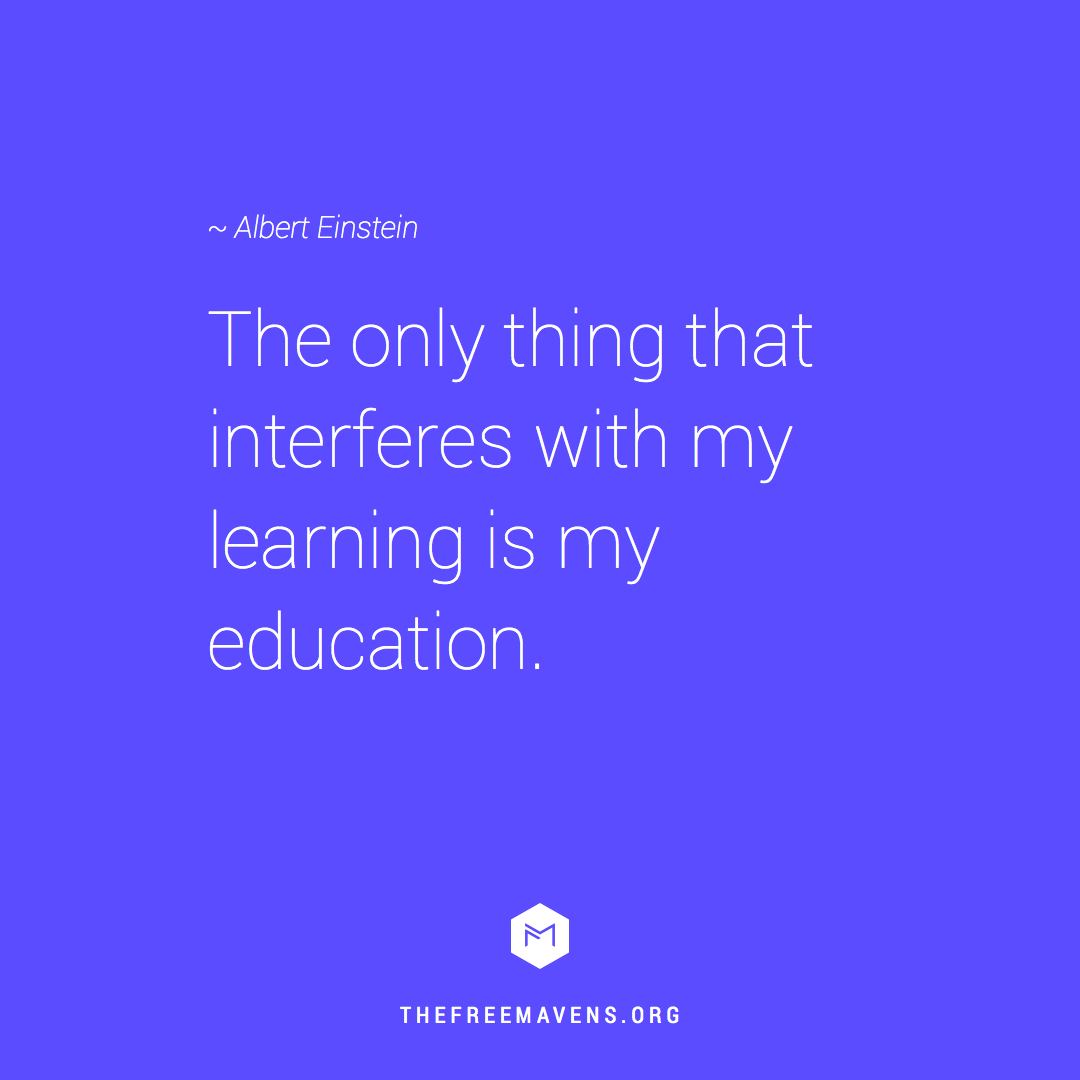 ~ Albert Einstein
The only thing that
interferes with my
learning is my
education.
THEFREEMAVENS.ORG